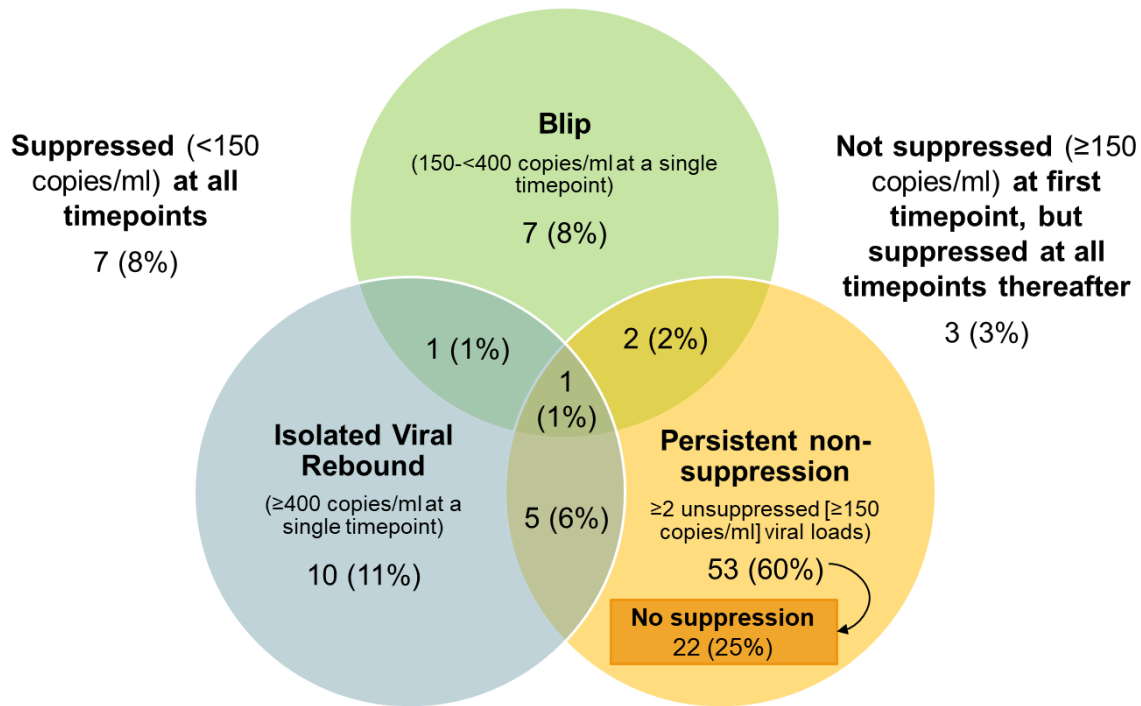 Suppressed (<150
copies/ml) at all
timepoints
7 (8%)
Blip
(150-<400 copies/ml at a single
timepoint)
7 (8%)
Not suppressed (≥150
copies/ml) at first
timepoint, but
suppressed at all
timepoints thereafter
3 (3%)
1 (1%)
2 (2%)
1
(1%)
Isolated Viral
Rebound
(≥400 copies/ml at a
single timepoint)
10 (11%)
5 (6%)
Persistent non-
suppression
≥2 unsuppressed [≥150
copies/ml] viral loads)
53 (60%)
No suppression
22 (25%)